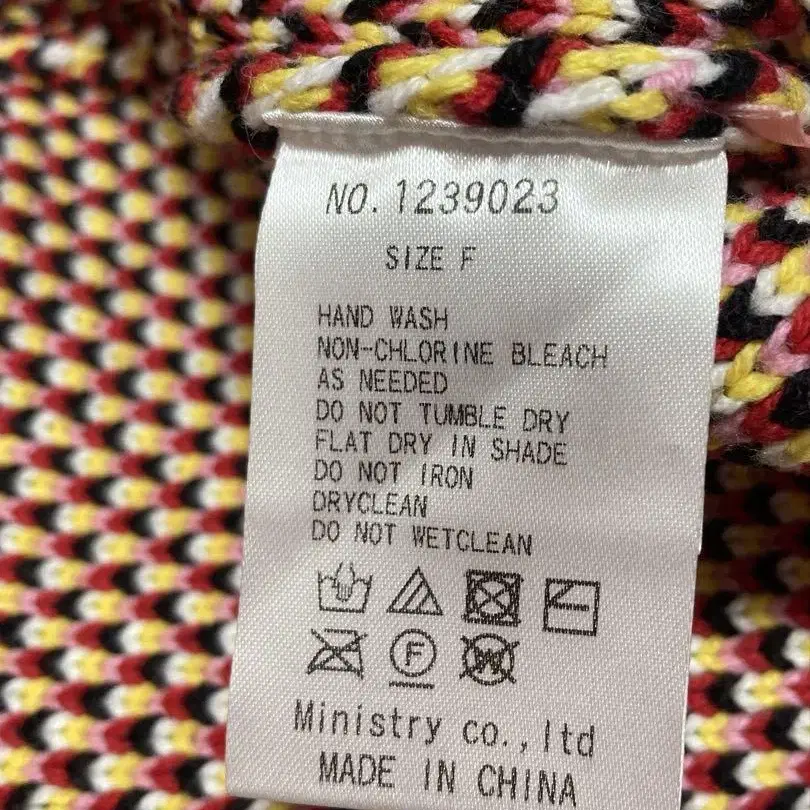 NO. 1239023
SIZE F
HAND WASH
NON-CHLORINE BLEACH
AS NEEDED
DO NOT TUMBLE DRY
FLAT DRY IN SHADE
DO NOT IRON
DRYCLEAN
DO NOT WETCLEAN
F W
Ministry co., ltd
MADE IN CHINA